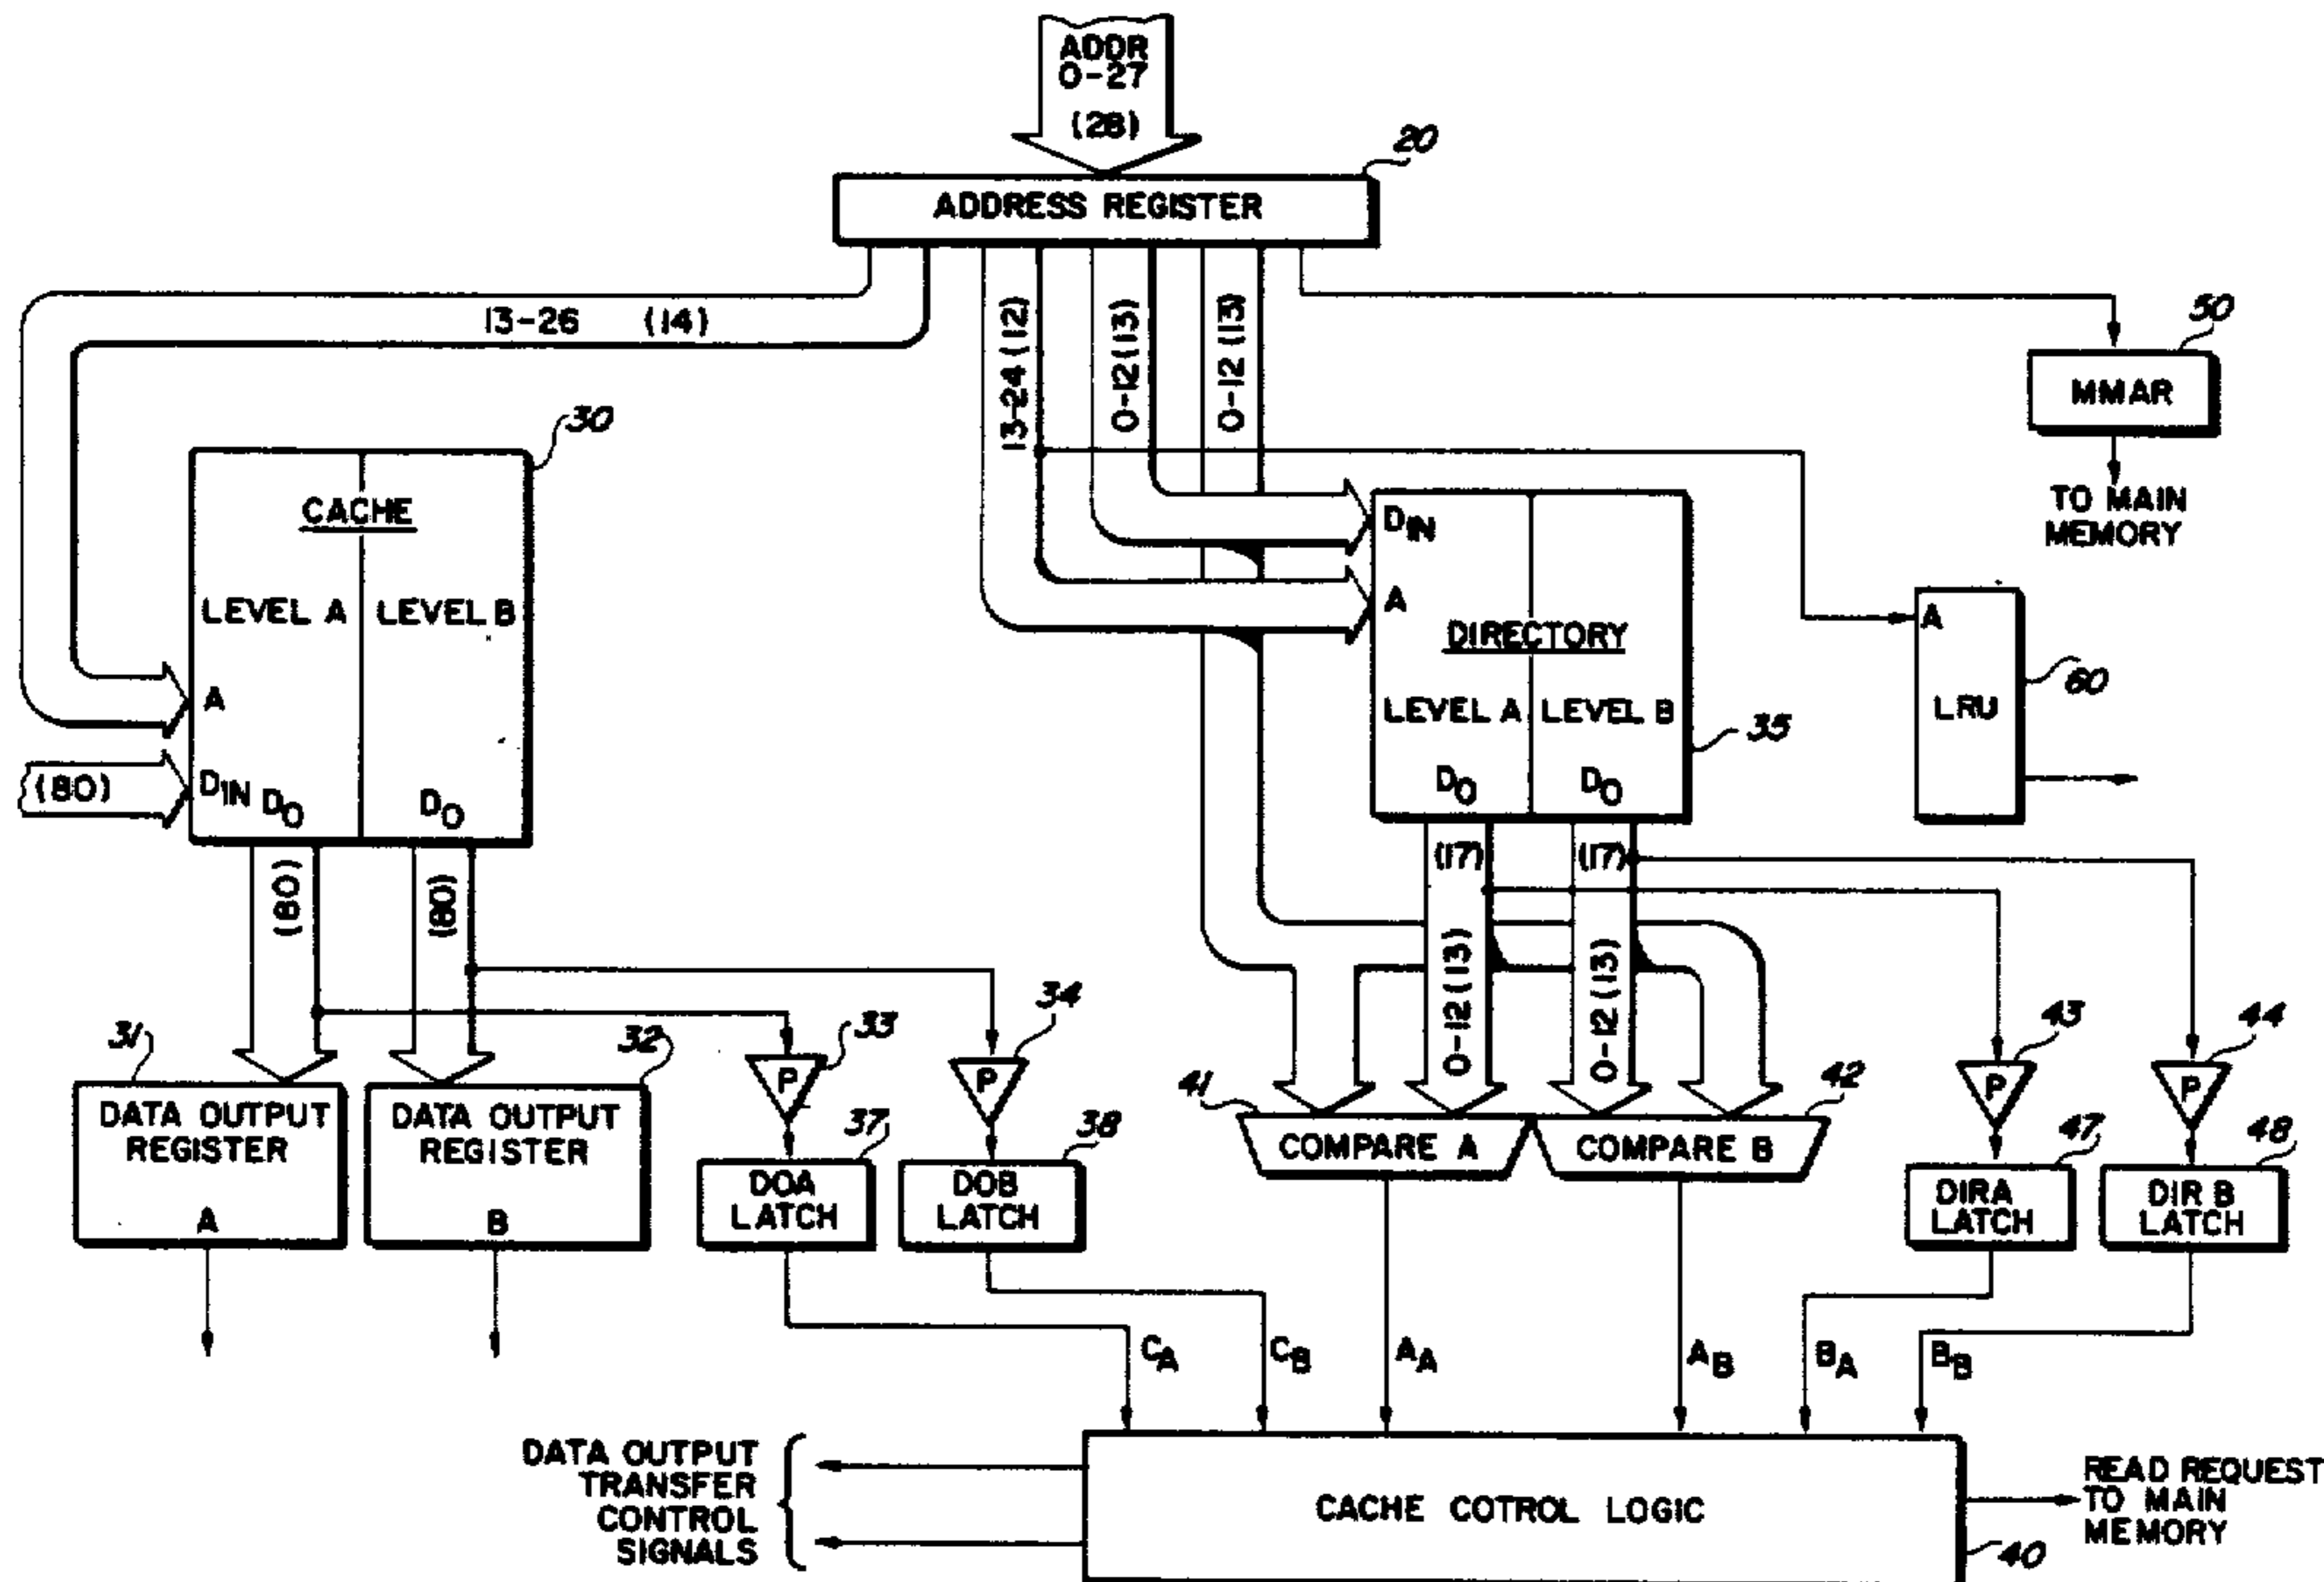 ADDR
0-27
(28)
20
ADDRESS REGISTER
13-26 (14)
13-24 (12)
0-12 (13)
0-12 (13)
50
MMAR
TO MAIN
MEMORY
30
CACHE
LEVEL A
LEVEL B
A
(80)
DIN
DO
DO
DIN
A
DIRECTORY
LEVEL A
LEVEL B
35
DO
DO
A
LRU
60
(80)
(80)
(17)
(17)
0-12 (13)
0-12 (13)
31
DATA OUTPUT
REGISTER
A
32
DATA OUTPUT
REGISTER
B
33
P
34
P
37
DOA
LATCH
38
DOB
LATCH
41
COMPARE A
42
COMPARE B
43
P
44
P
47
DIRA
LATCH
48
DIR B
LATCH
CA
CB
AA
AB
BA
BB
DATA OUTPUT
TRANSFER
CONTROL
SIGNALS
CACHE COTROL LOGIC
READ REQUEST
TO MAIN
MEMORY
40